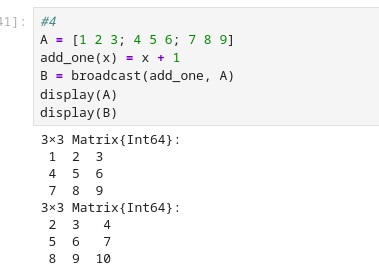 41]:
#4
A = [1 2 3; 4 5 6; 7 8 9]
add_one(x) = x + 1
B = broadcast(add_one, A)
display(A)
display(B)
3×3 Matrix{Int64}:
1 2 3
4 5 6
7 8 9
3×3 Matrix{Int64}:
2 3 4
5 6 7
8 9 10